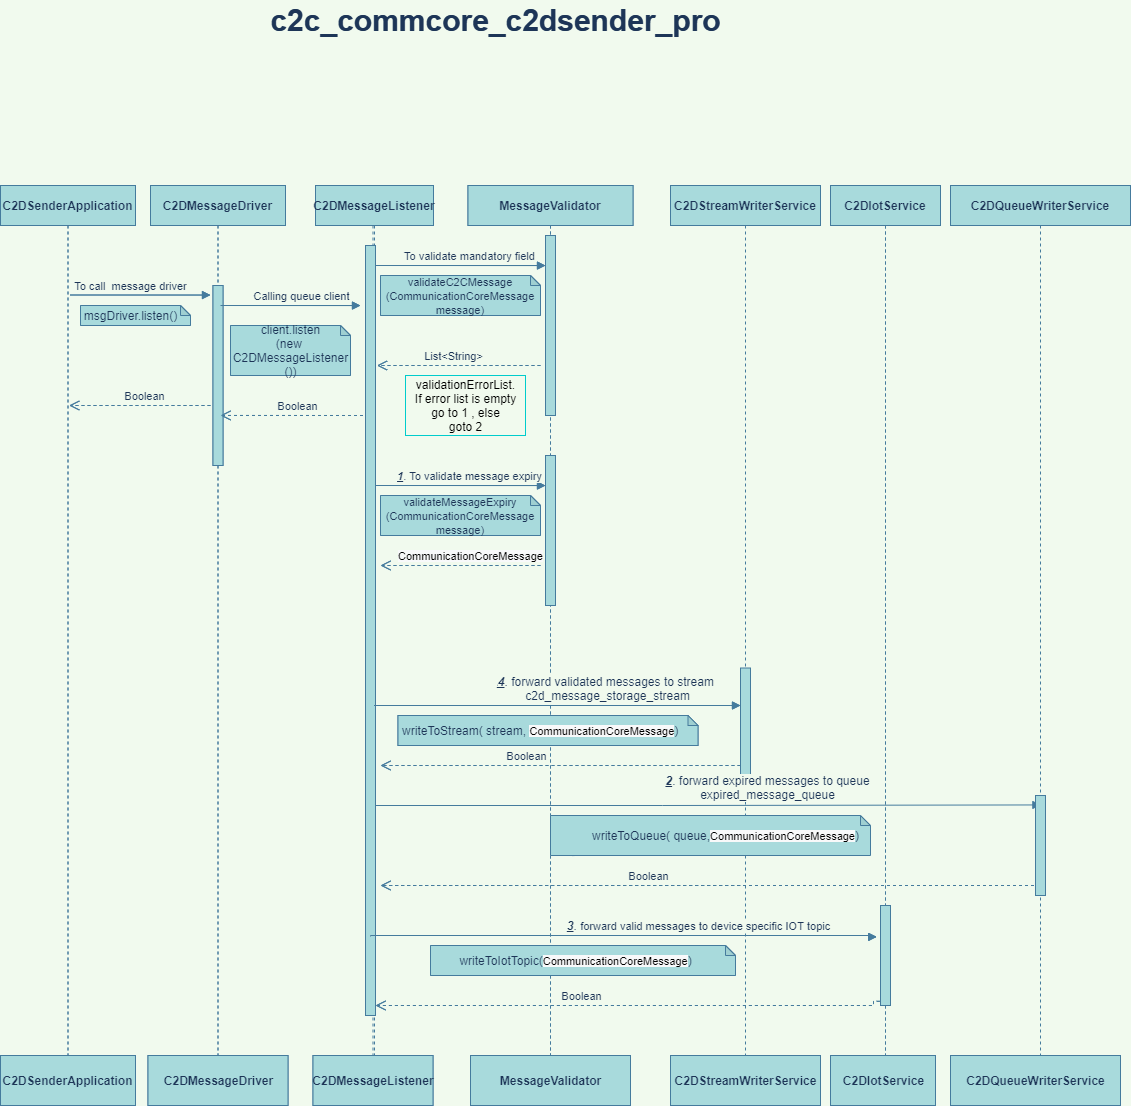 c2c_commcore_c2dsender_pro
C2DSenderApplication
C2DMessageDriver
C2DMessageListener
MessageValidator
C2DStreamWriterService
C2DIotService
C2DQueueWriterService
To validate mandatory field
validateC2CMessage
(CommunicationCoreMessage
message)
To call  message driver
Calling queue client
msgDriver.listen()
client.listen
(new
C2DMessageListener
())
List<String>
validationErrorList.
If error list is empty
go to 1 , else
goto 2
Boolean
Boolean
1. To validate message expiry
validateMessageExpiry
(CommunicationCoreMessage
message)
CommunicationCoreMessage
4. forward validated messages to stream
c2d_message_storage_stream
writeToStream( stream, CommunicationCoreMessage)
Boolean
2. forward expired messages to queue
expired_message_queue
writeToQueue( queue,CommunicationCoreMessage)
Boolean
3. forward valid messages to device specific IOT topic
writeToIotTopic(CommunicationCoreMessage)
Boolean
C2DSenderApplication
C2DMessageDriver
C2DMessageListener
MessageValidator
C2DStreamWriterService
C2DIotService
C2DQueueWriterService